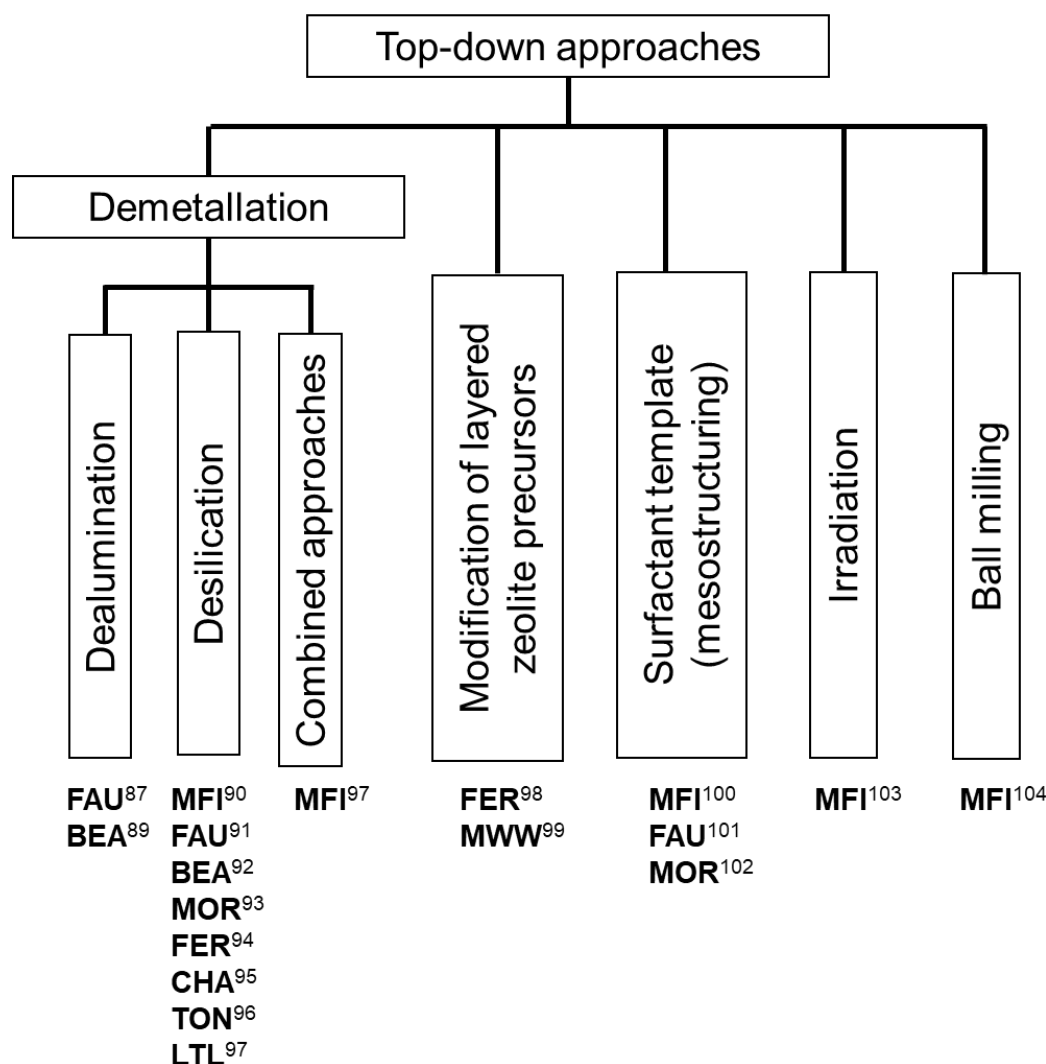 Top-down approaches
Demetallation
Dealumination
Desilication
Combined approaches
Modification of layered
zeolite precursors
Surfactant template
(mesostructuring)
Irradiation
Ball milling
FAU⁸⁷
BEA⁸⁹
MFI⁹⁰
FAU⁹¹
BEA⁹²
MOR⁹³
FER⁹⁴
CHA⁹⁵
TON⁹⁶
LTL⁹⁷
MFI⁹⁷
FER⁹⁸
MWW⁹⁹
MFI¹⁰⁰
FAU¹⁰¹
MOR¹⁰²
MFI¹⁰³
MFI¹⁰⁴